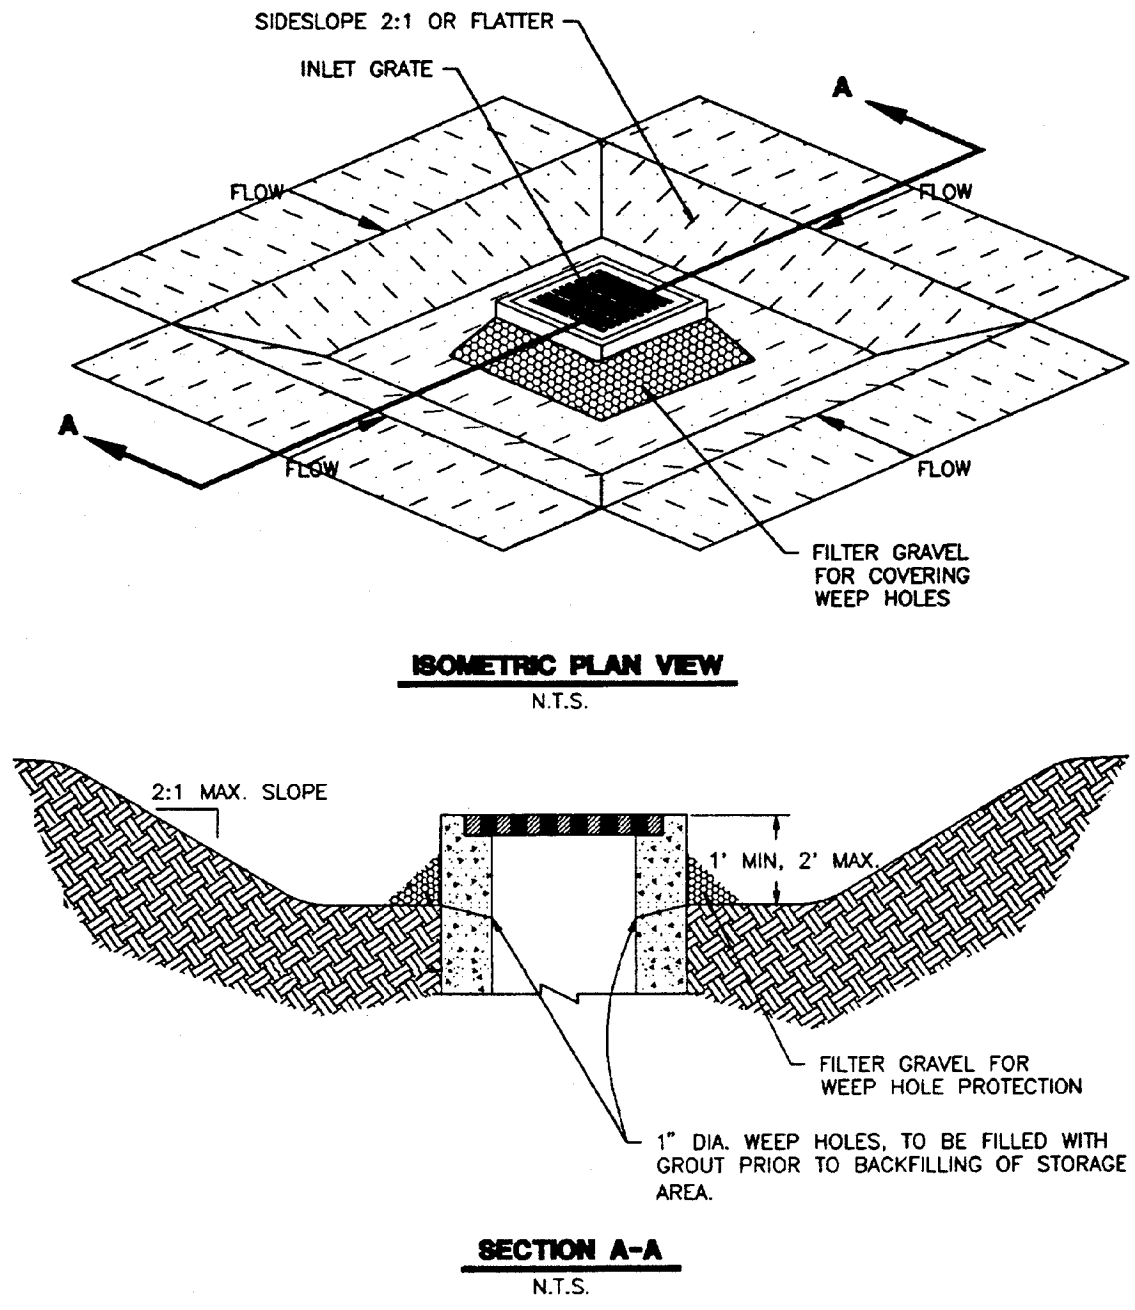 SIDESLOPE 2:1 OR FLATTER
INLET GRATE
A
FLOW
FLOW
A
FLOW
FLOW
FILTER GRAVEL
FOR COVERING
WEEP HOLES
ISOMETRIC PLAN VIEW
N.T.S.
2:1 MAX. SLOPE
1' MIN, 2' MAX.
FILTER GRAVEL FOR
WEEP HOLE PROTECTION
1" DIA. WEEP HOLES, TO BE FILLED WITH
GROUT PRIOR TO BACKFILLING OF STORAGE
AREA.
SECTION A-A
N.T.S.